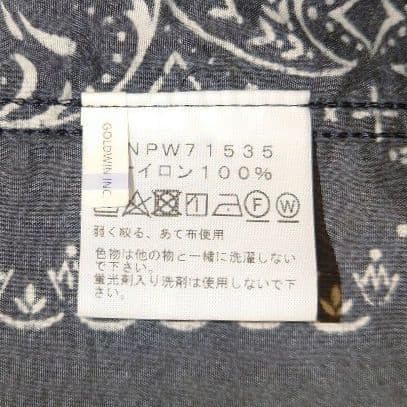 GOLDWIN INC.
NPW71535
イロン100%
F W
弱く絞る、あて布使用
色物は他の物と一緒に洗濯しない
で下さい。
蛍光剤入り洗剤は使用しないで
下さい。